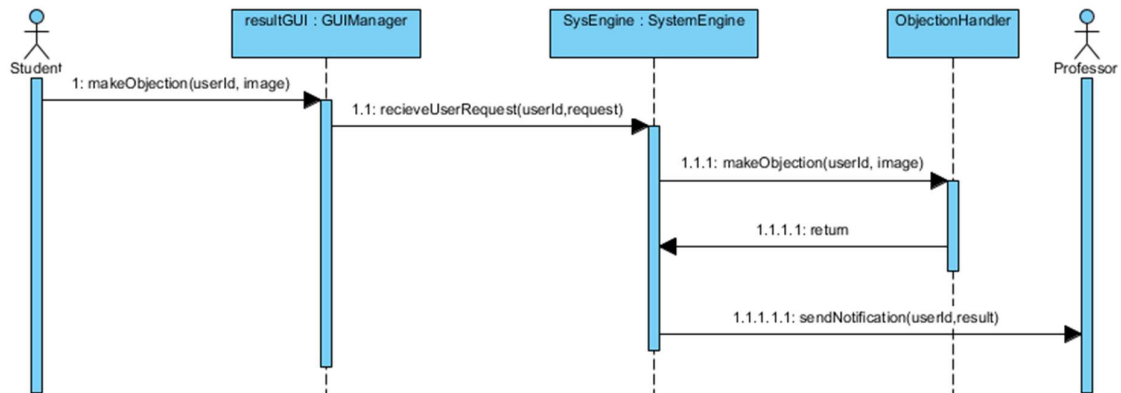 resultGUI : GUIManager
SysEngine : SystemEngine
ObjectionHandler
Student
Professor
1: makeObjection(userId, image)
1.1: recieveUserRequest(userId,request)
1.1.1: makeObjection(userId, image)
1.1.1.1: return
1.1.1.1.1: sendNotification(userId,result)